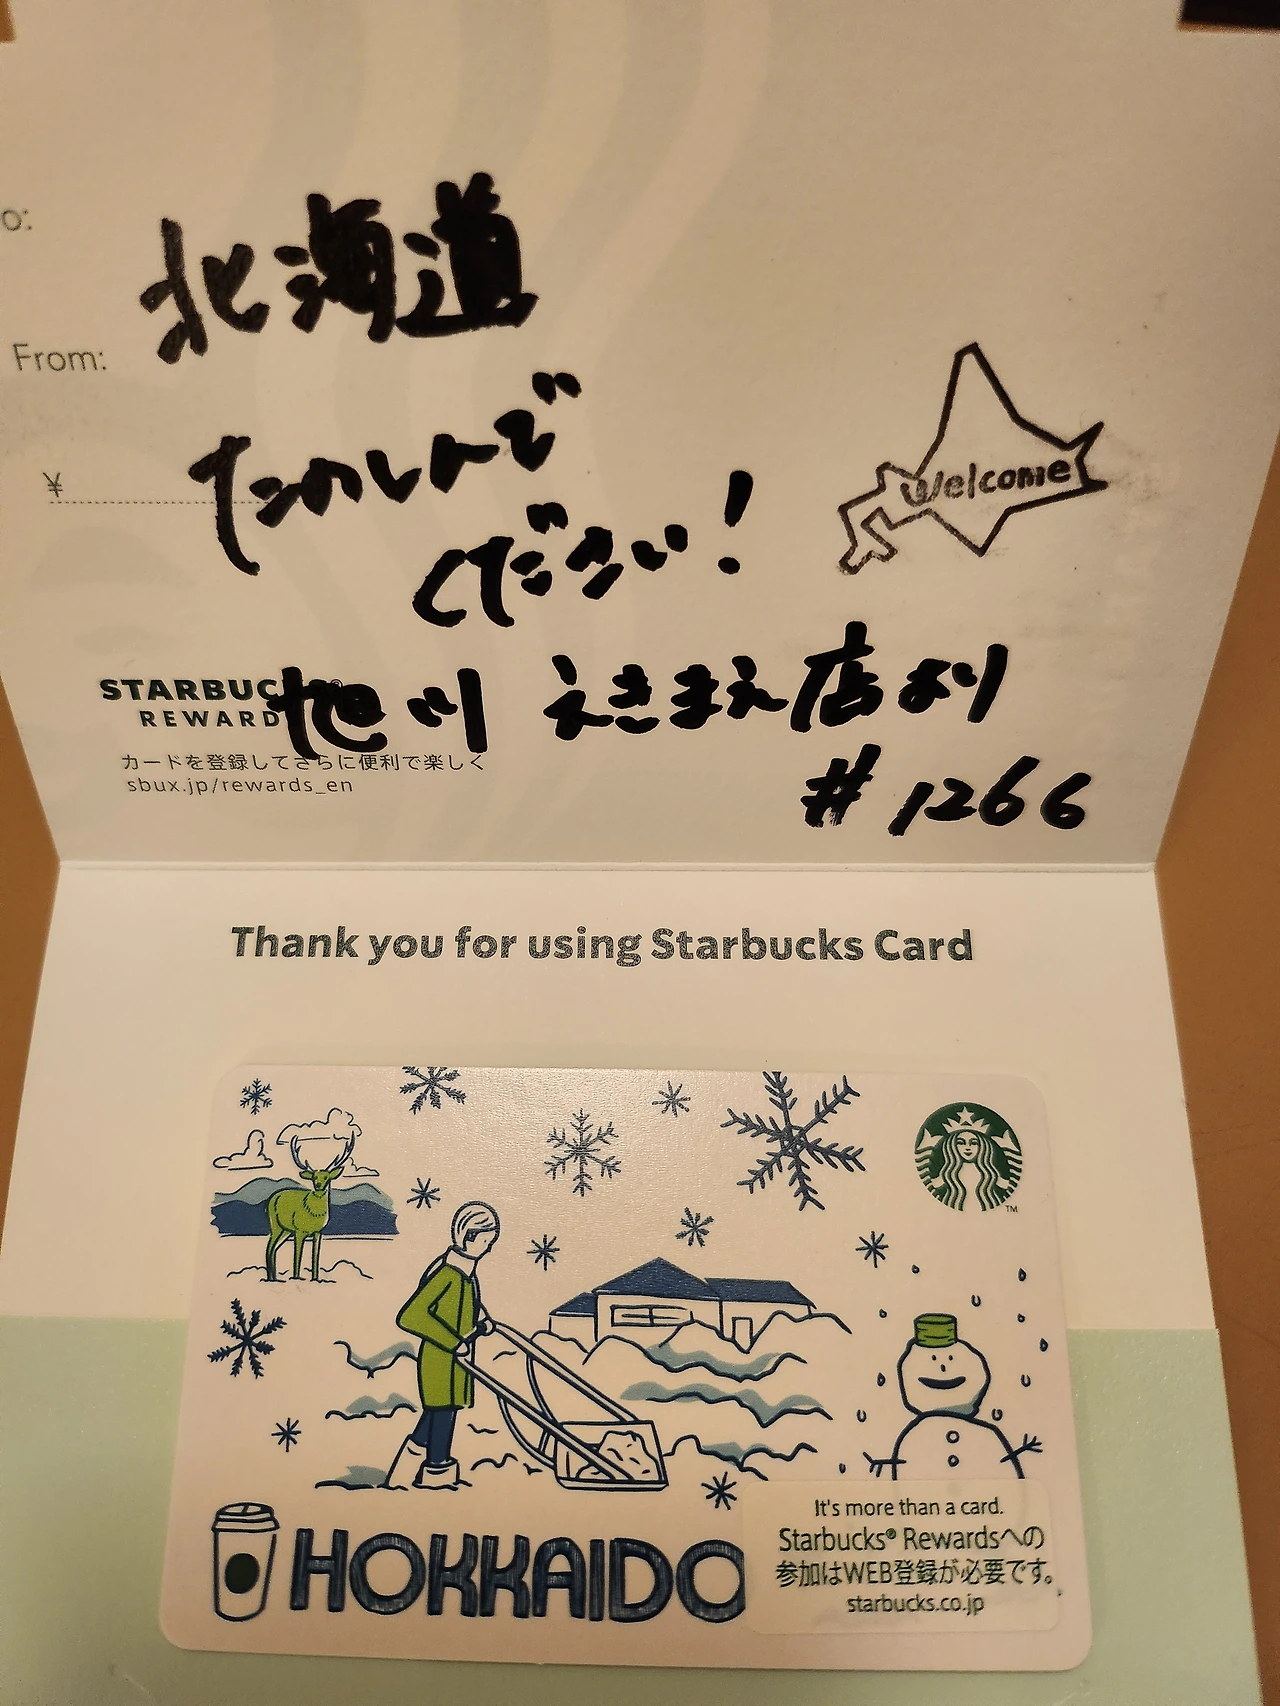 o:
北海道
From:
たのしんで
¥
ください!
Welcome
STARBUC
REWARD
旭川 えきまえ店より
カードを登録してさらに便利で楽しく
sbux.jp/rewards_en
# 1266
Thank you for using Starbucks Card
TM
It's more than a card.
Starbucks® Rewardsへの
参加はWEB登録が必要です。
starbucks.co.jp
HOKKAIDO